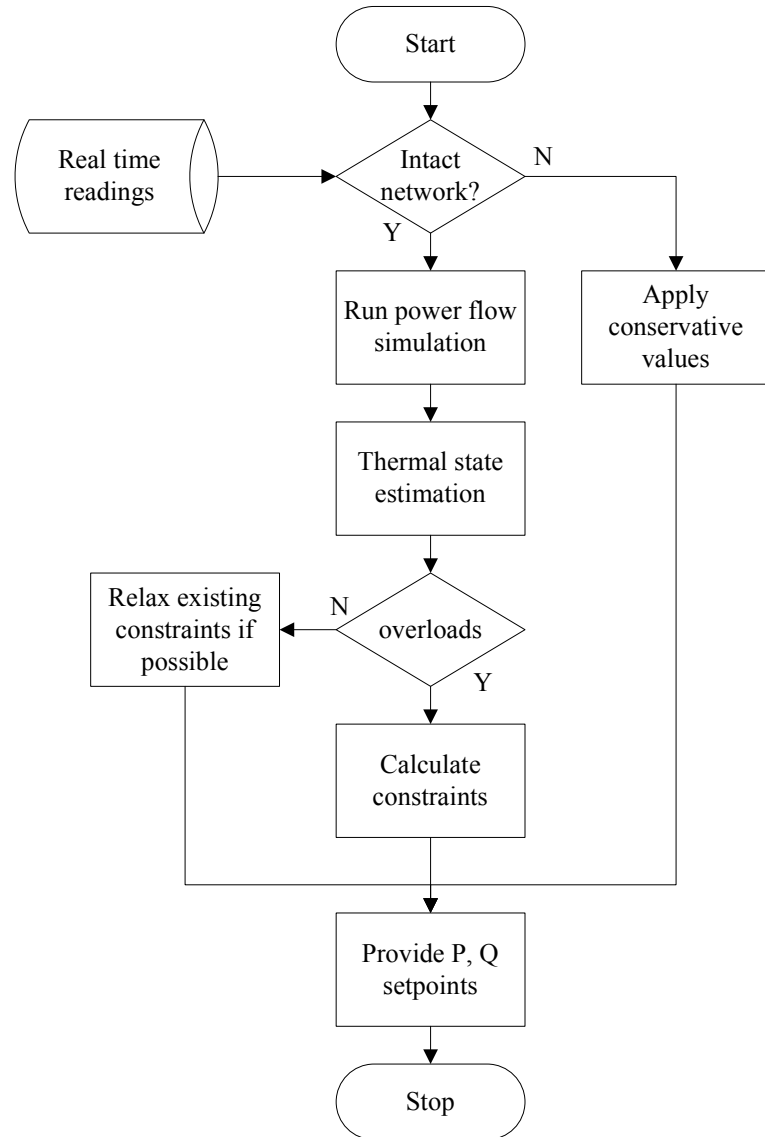 Start
Real time
readings
Intact
network?
N
Y
Run power flow
simulation
Apply
conservative
values
Thermal state
estimation
Relax existing
constraints if
possible
N
overloads
Y
Calculate
constraints
Provide P, Q
setpoints
Stop